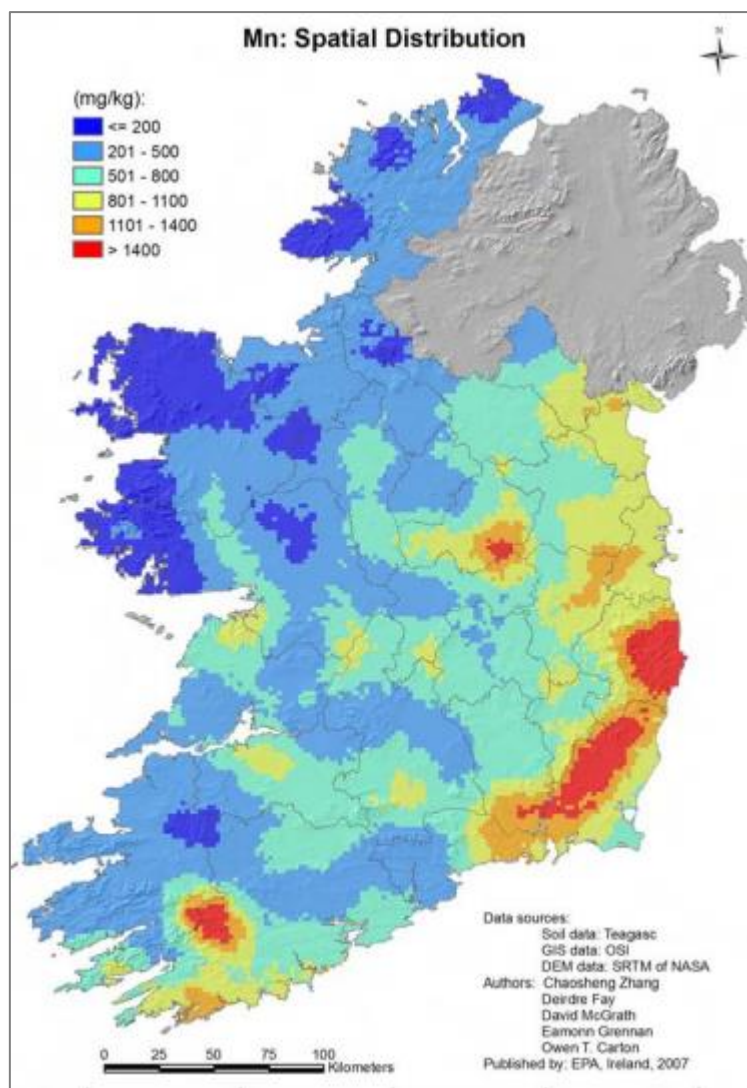 Mn: Spatial Distribution
N
(mg/kg):
<= 200
201 - 500
501 - 800
801 - 1100
1101 - 1400
> 1400
Data sources:
Soil data: Teagasc
GIS data: OSI
DEM data: SRTM of NASA
Authors: Chaosheng Zhang
Deirdre Fay
David McGrath
Eamonn Grennan
Owen T. Carton
Published by: EPA, Ireland, 2007
0 25 50 75 100
Kilometers